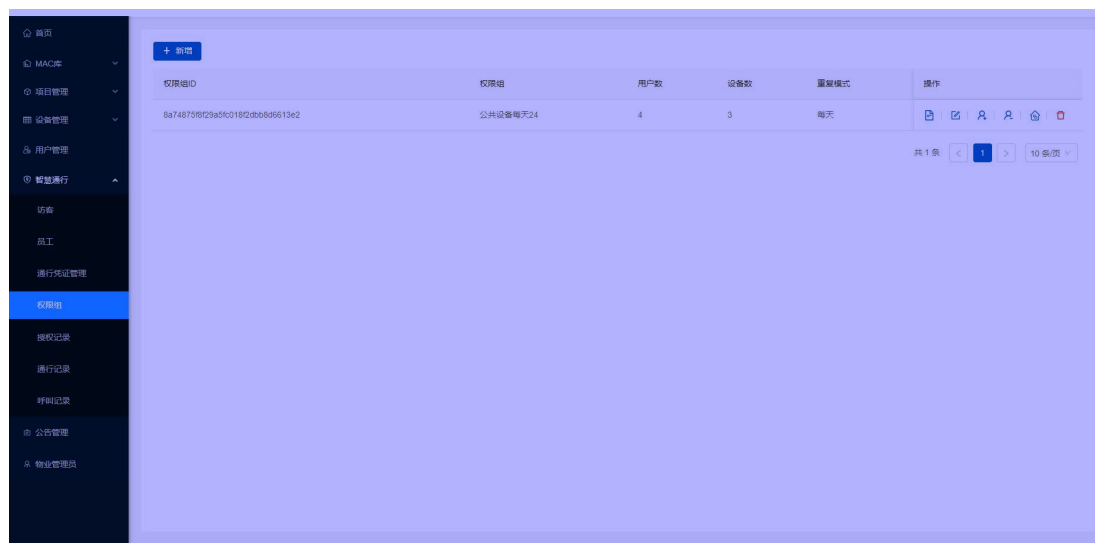 首页
MAC库
项目管理
设备管理
用户管理
智慧通行
访客
员工
通行凭证管理
权限组
授权记录
通行记录
呼叫记录
公告管理
物业管理员
+ 新增
权限组ID 权限组 用户数 设备数 重复模式 操作
8a74875f8f29a5fc018f2dbb8d6613e2 公共设备每天24 4 3 每天
共 1 条 < 1 > 10 条/页